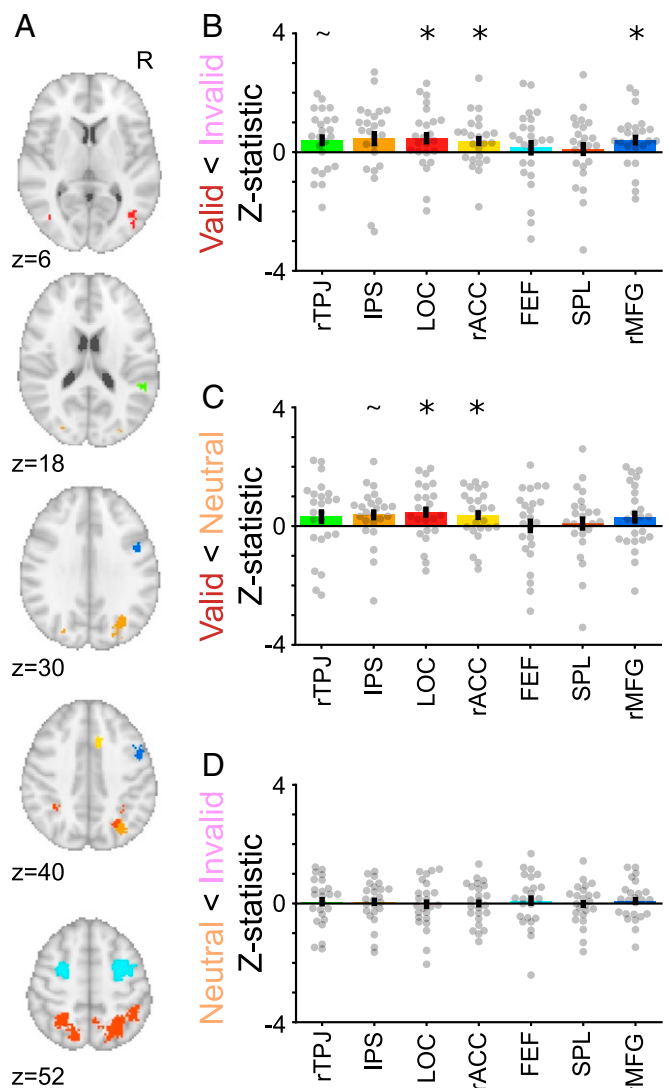 A
R
z=6
z=18
z=30
z=40
z=52
B
Valid < Invalid
Z-statistic
4
0
-4
~ * * *
rTPJ
IPS
LOC
rACC
FEF
SPL
rMFG
C
Valid < Neutral
Z-statistic
4
0
-4
~ * *
rTPJ
IPS
LOC
rACC
FEF
SPL
rMFG
D
Neutral < Invalid
Z-statistic
4
0
-4
rTPJ
IPS
LOC
rACC
FEF
SPL
rMFG